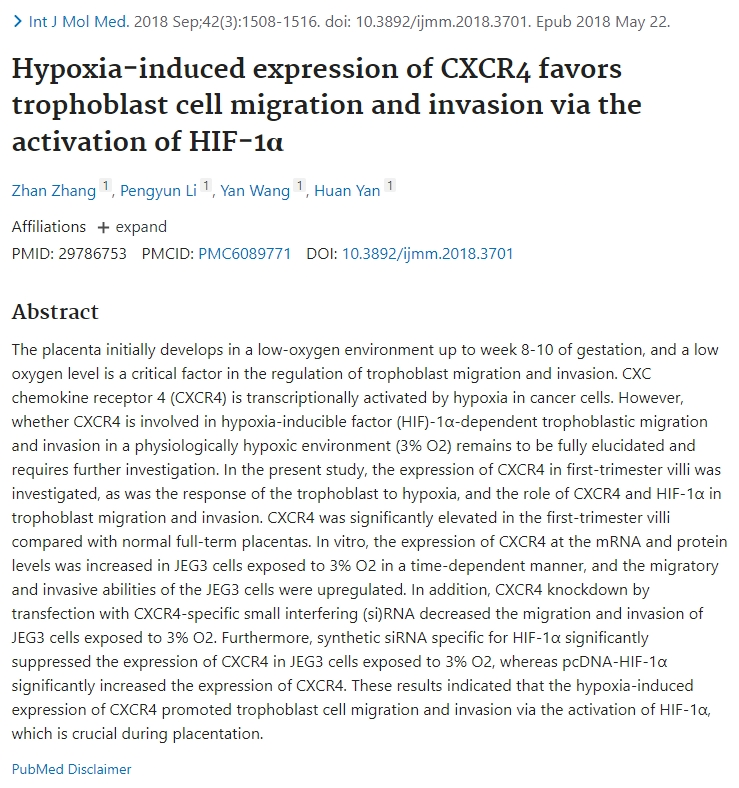 > Int J Mol Med. 2018 Sep;42(3):1508-1516. doi: 10.3892/ijmm.2018.3701. Epub 2018 May 22.
Hypoxia-induced expression of CXCR4 favors
trophoblast cell migration and invasion via the
activation of HIF-1α
Zhan Zhang 1, Pengyun Li 1, Yan Wang 1, Huan Yan 1
Affiliations + expand
PMID: 29786753 PMCID: PMC6089771 DOI: 10.3892/ijmm.2018.3701
Abstract
The placenta initially develops in a low-oxygen environment up to week 8-10 of gestation, and a low
oxygen level is a critical factor in the regulation of trophoblast migration and invasion. CXC
chemokine receptor 4 (CXCR4) is transcriptionally activated by hypoxia in cancer cells. However,
whether CXCR4 is involved in hypoxia-inducible factor (HIF)-1α-dependent trophoblastic migration
and invasion in a physiologically hypoxic environment (3% O2) remains to be fully elucidated and
requires further investigation. In the present study, the expression of CXCR4 in first-trimester villi was
investigated, as was the response of the trophoblast to hypoxia, and the role of CXCR4 and HIF-1α in
trophoblast migration and invasion. CXCR4 was significantly elevated in the first-trimester villi
compared with normal full-term placentas. In vitro, the expression of CXCR4 at the mRNA and protein
levels was increased in JEG3 cells exposed to 3% O2 in a time-dependent manner, and the migratory
and invasive abilities of the JEG3 cells were upregulated. In addition, CXCR4 knockdown by
transfection with CXCR4-specific small interfering (si)RNA decreased the migration and invasion of
JEG3 cells exposed to 3% O2. Furthermore, synthetic siRNA specific for HIF-1α significantly
suppressed the expression of CXCR4 in JEG3 cells exposed to 3% O2, whereas pcDNA-HIF-1α
significantly increased the expression of CXCR4. These results indicated that the hypoxia-induced
expression of CXCR4 promoted trophoblast cell migration and invasion via the activation of HIF-1α,
which is crucial during placentation.
PubMed Disclaimer